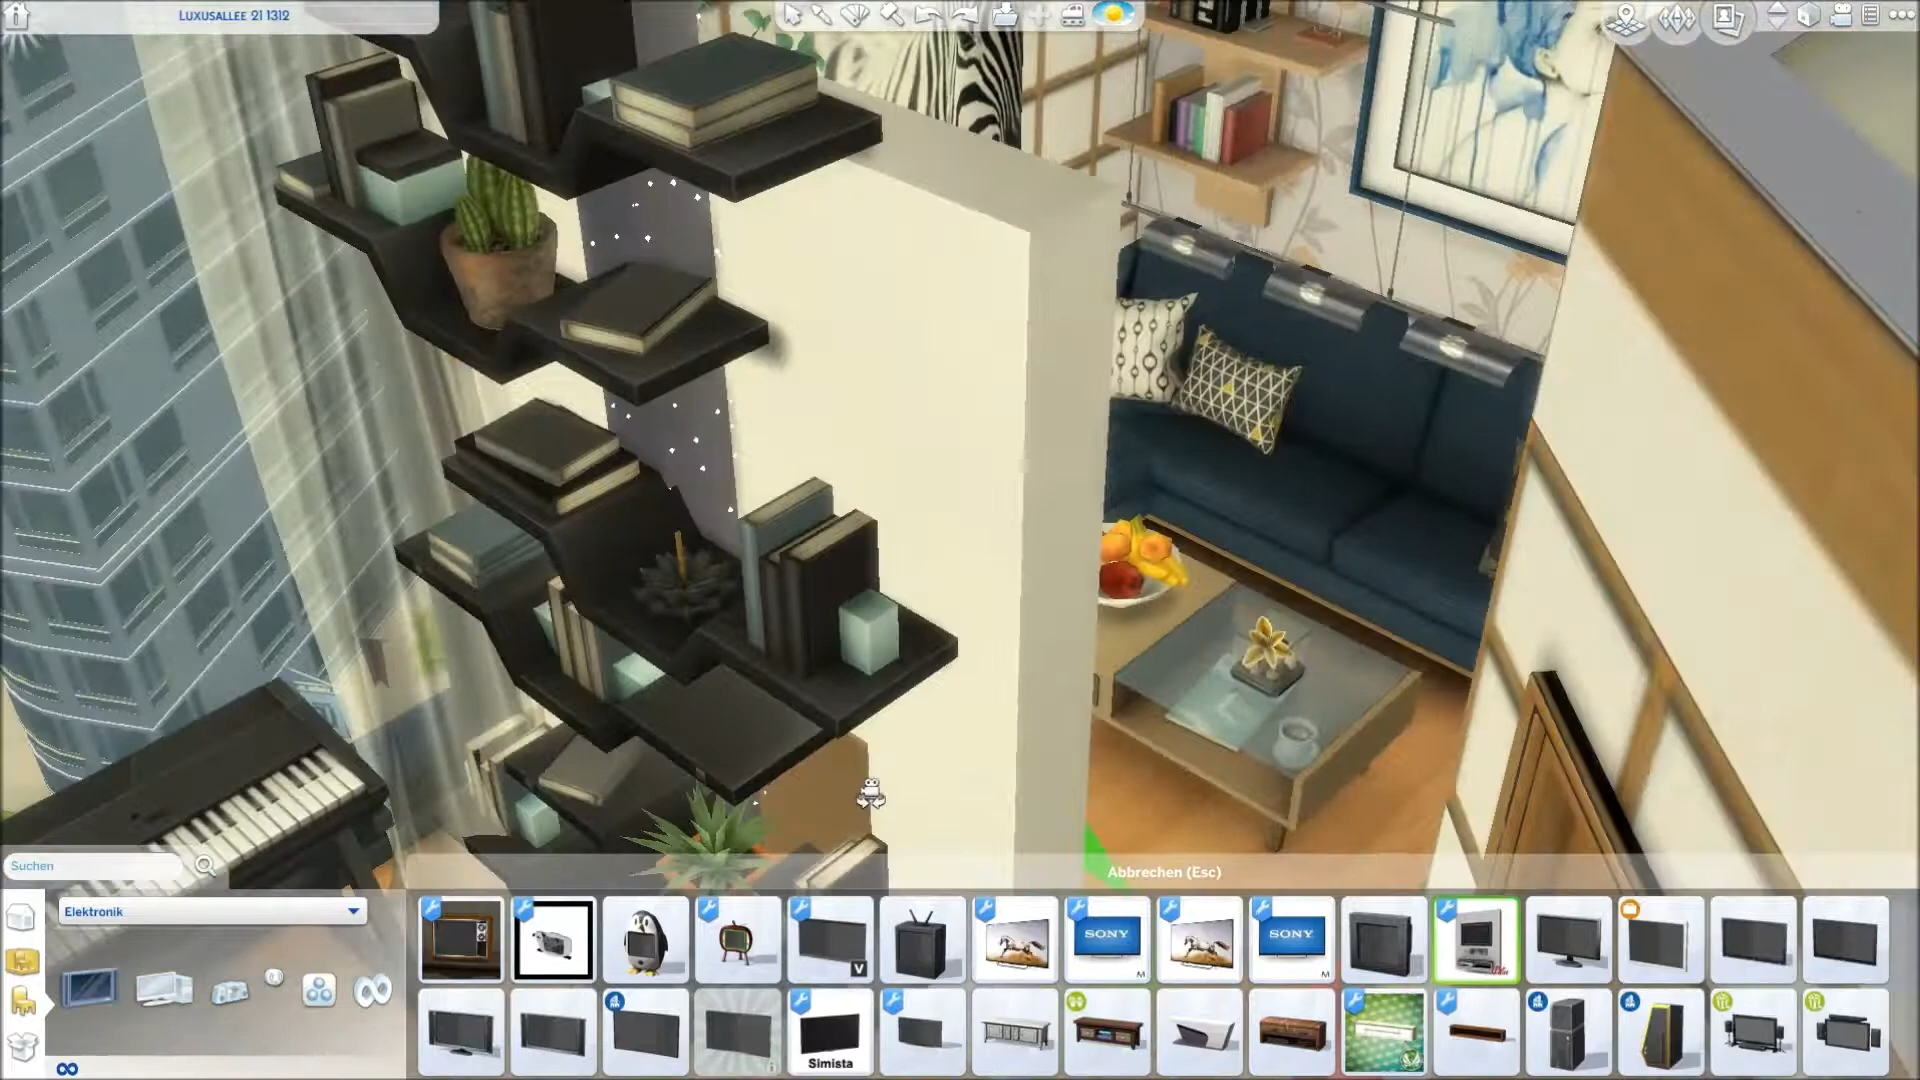 LUXUSALLEE 21 1312
Abbrechen (Esc)
Suchen
Elektronik
SONY
M
SONY
M
V
Simista